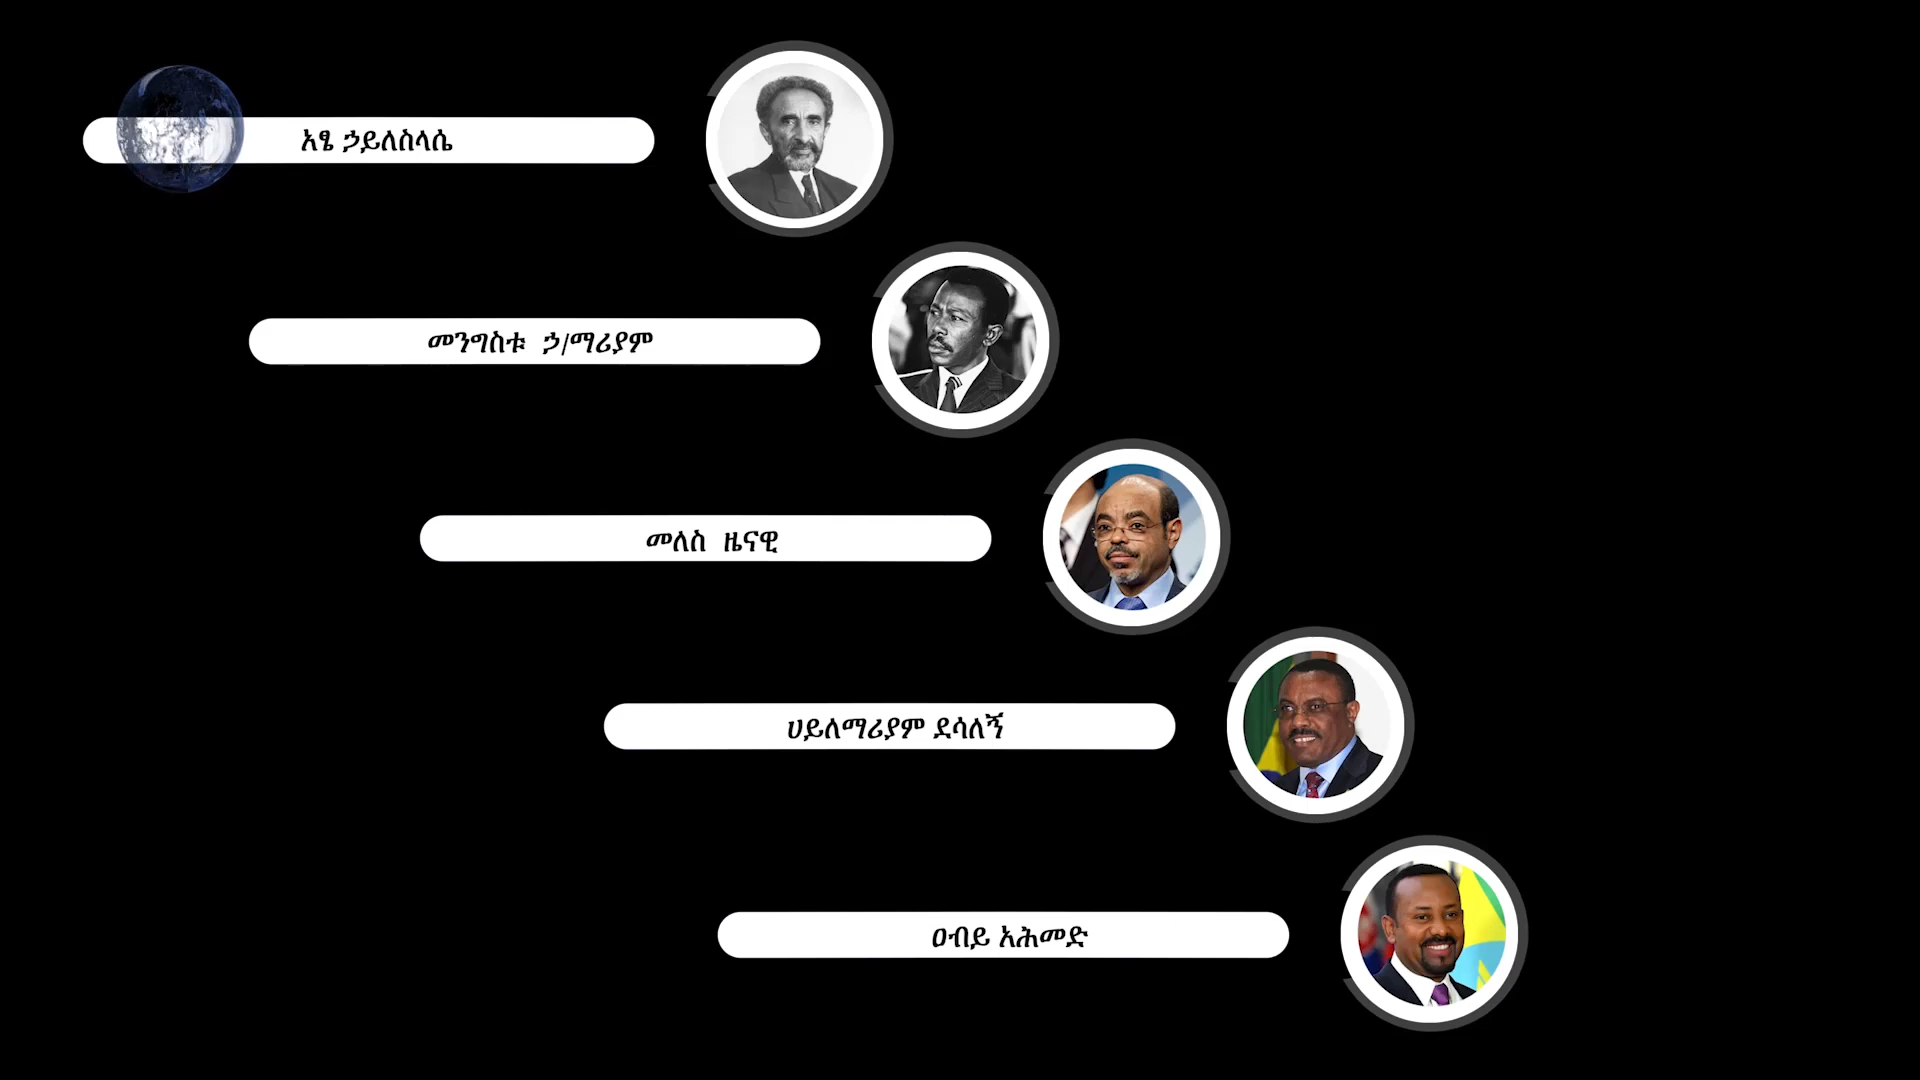 አፄ ኃይለስላሴ
መንግስቱ ኃ/ማሪያም
መለስ ዜናዊ
ሀይለማሪያም ደሳለኝ
ዐብይ አሕመድ